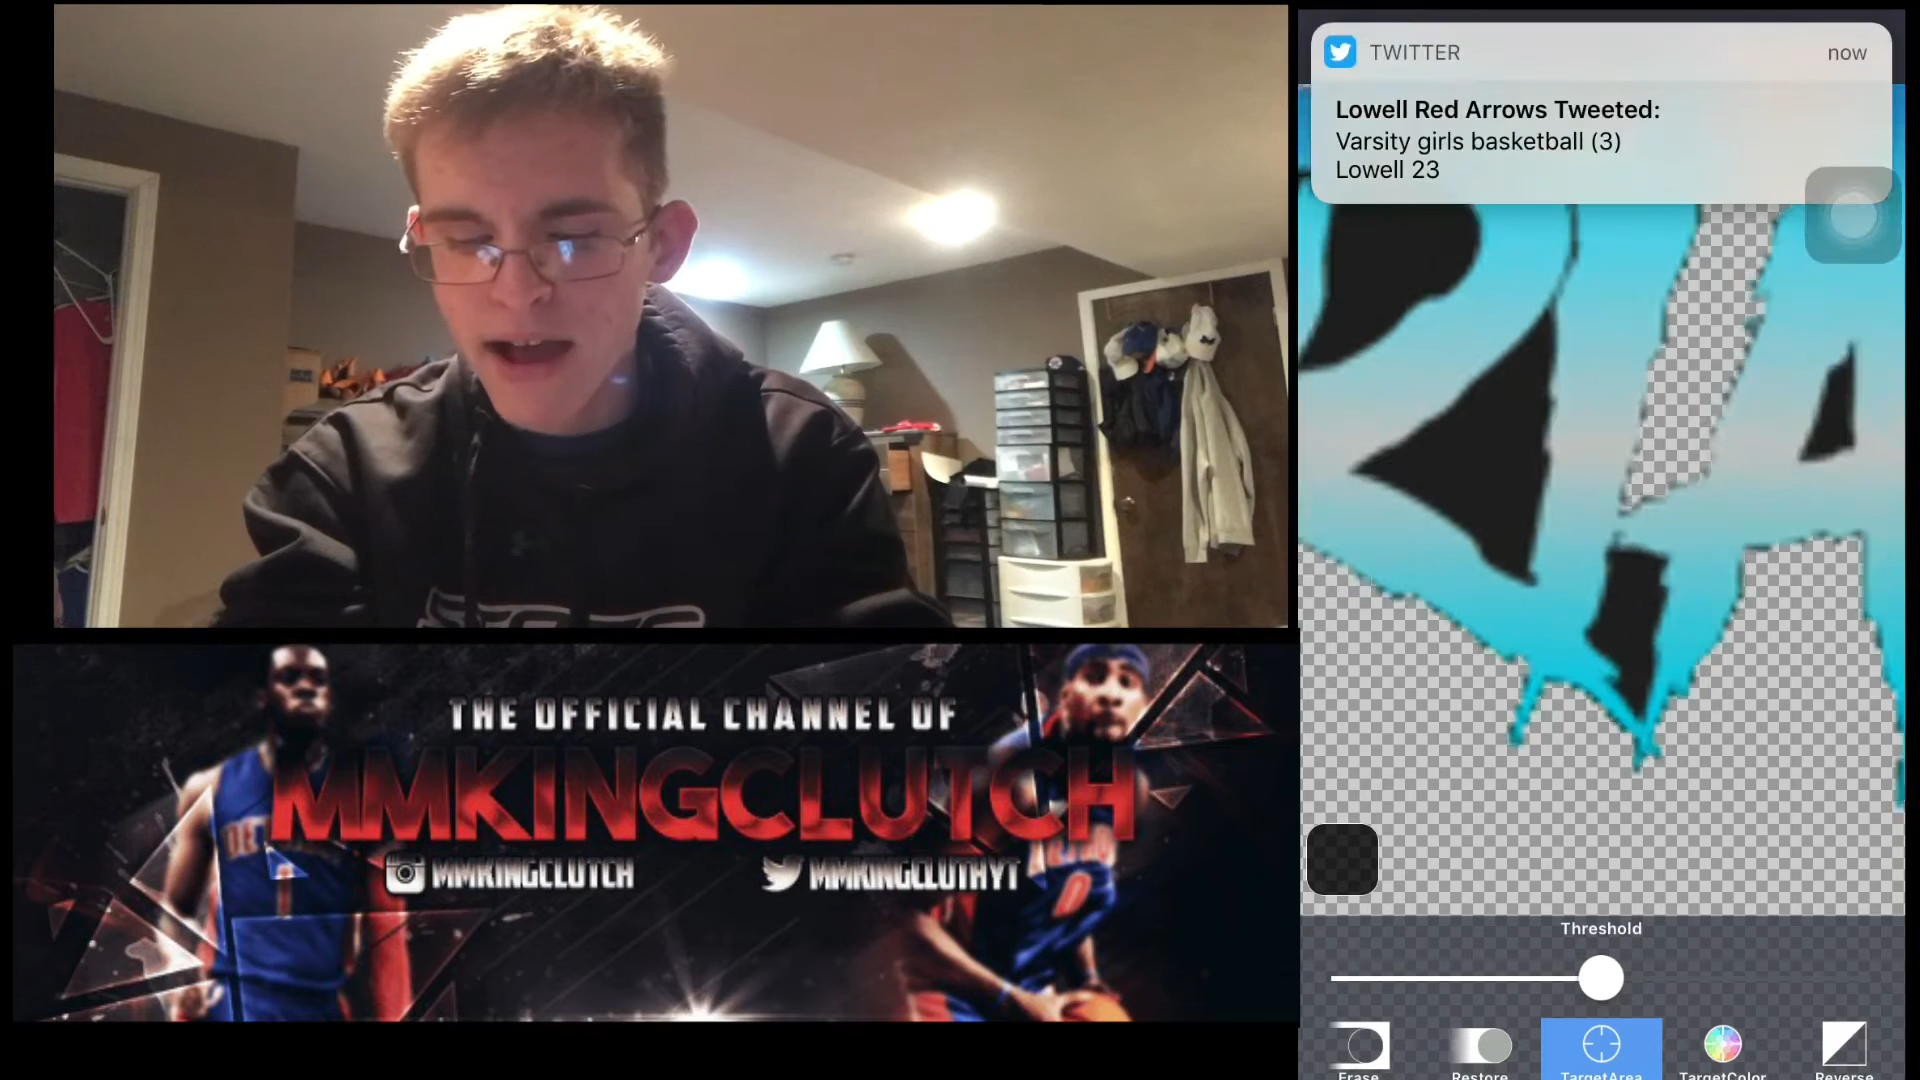 TWITTER
now
Lowell Red Arrows Tweeted:
Varsity girls basketball (3)
Lowell 23
THE OFFICIAL CHANNEL OF
MMKINGCLUTCH
MMKINGCLUTCH
MMKINGCLUTHYT
0
Threshold
Erase
Restore
TargetArea
TargetColor
Reverse